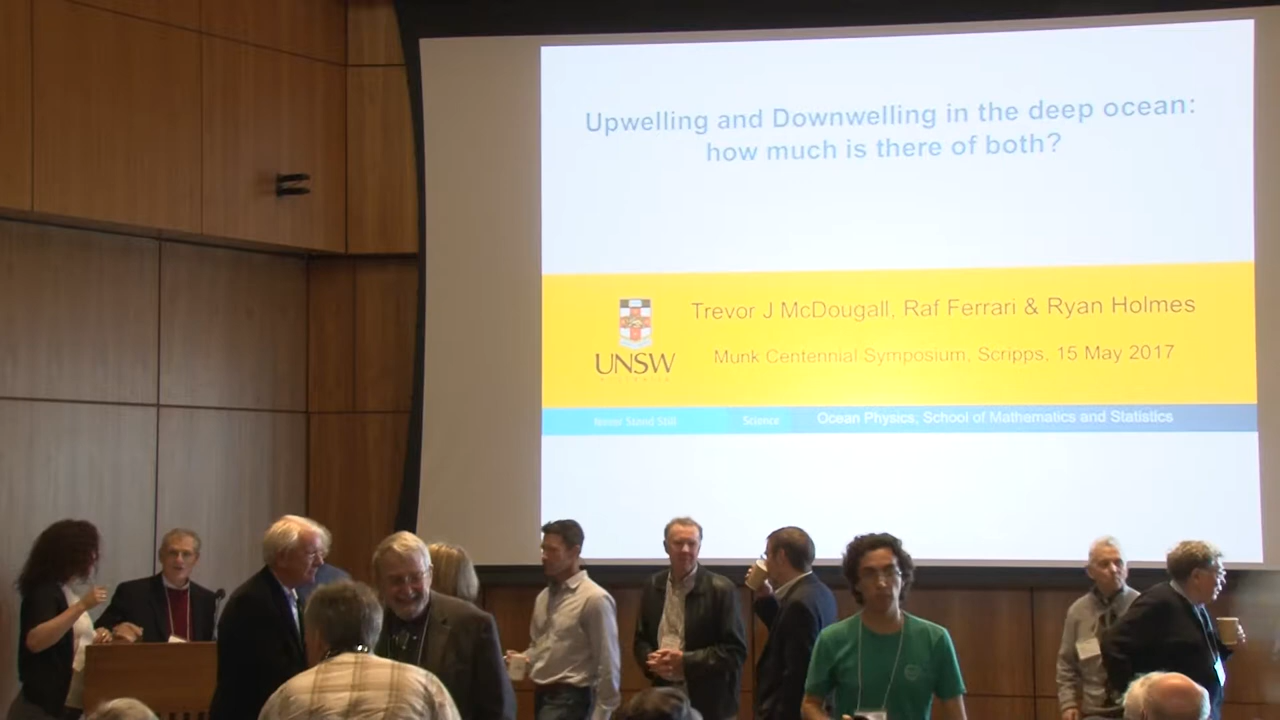 Upwelling and Downwelling in the deep ocean:
how much is there of both?
Trevor J McDougall, Raf Ferrari & Ryan Holmes
Munk Centennial Symposium, Scripps, 15 May 2017
UNSW
AUSTRALIA
Never Stand Still
Science
Ocean Physics, School of Mathematics and Statistics